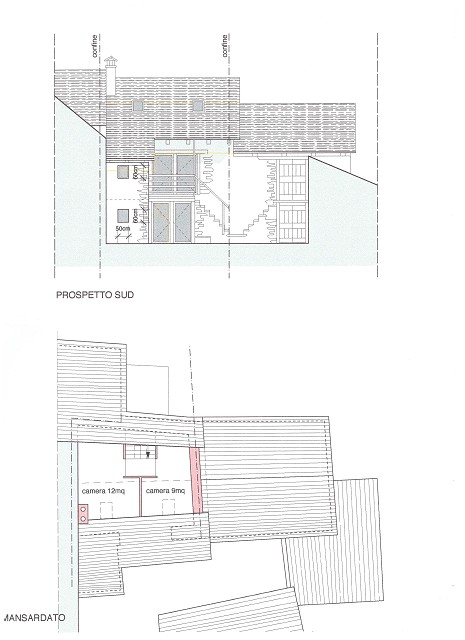 confine
confine
60cm
60cm
50cm
PROSPETTO SUD
camera 12mq
camera 9mq
MANSARDATO